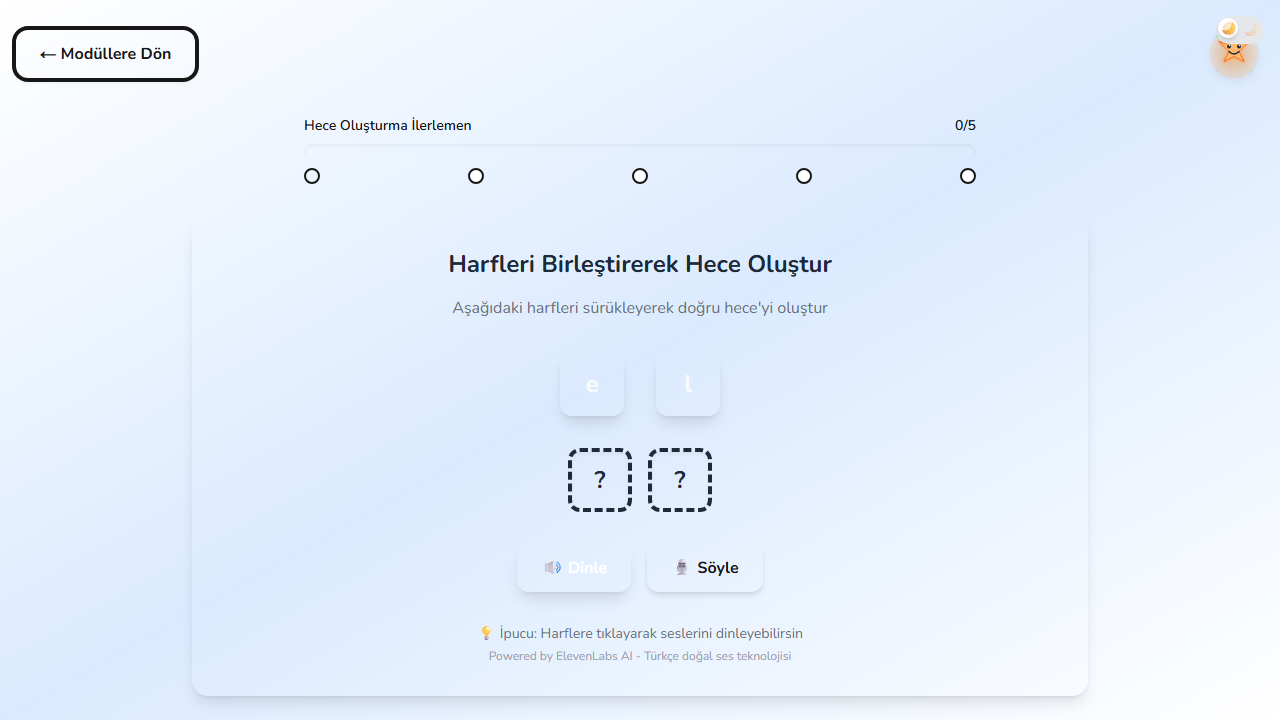 ← Modüllere Dön
Hece Oluşturma İlerlemen 0/5
Harfleri Birleştirerek Hece Oluştur
Aşağıdaki harfleri sürükleyerek doğru hece'yi oluştur
e l
? ?
Dinle Söyle
İpucu: Harflere tıklayarak seslerini dinleyebilirsin
Powered by ElevenLabs AI - Türkçe doğal ses teknolojisi